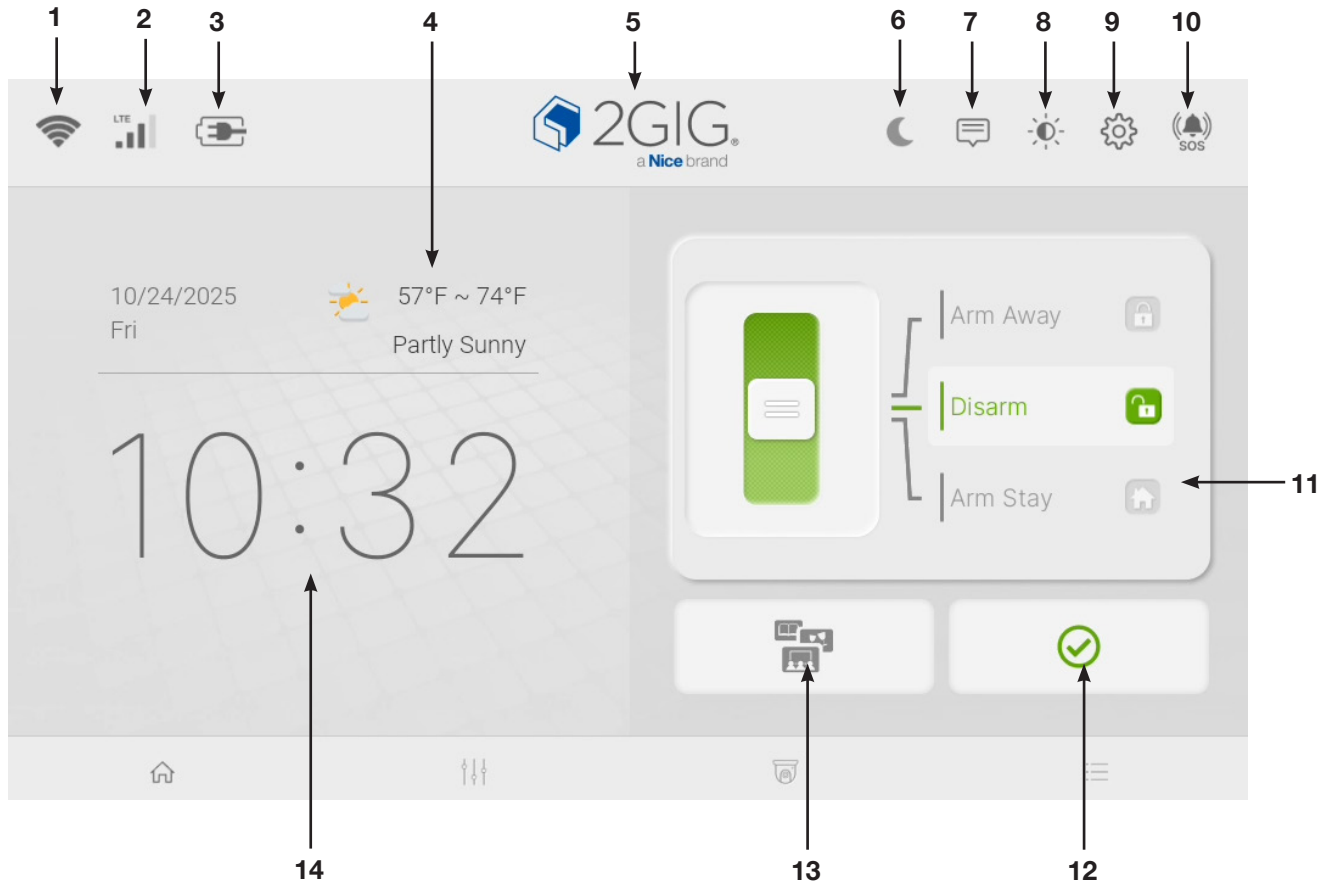 1 2 3 4 5 6 7 8 9 10
LTE
2GIG®
a Nice brand
SOS
10/24/2025
Fri
57°F ~ 74°F
Partly Sunny
10:32
Arm Away
Disarm
Arm Stay
11
14 13 12